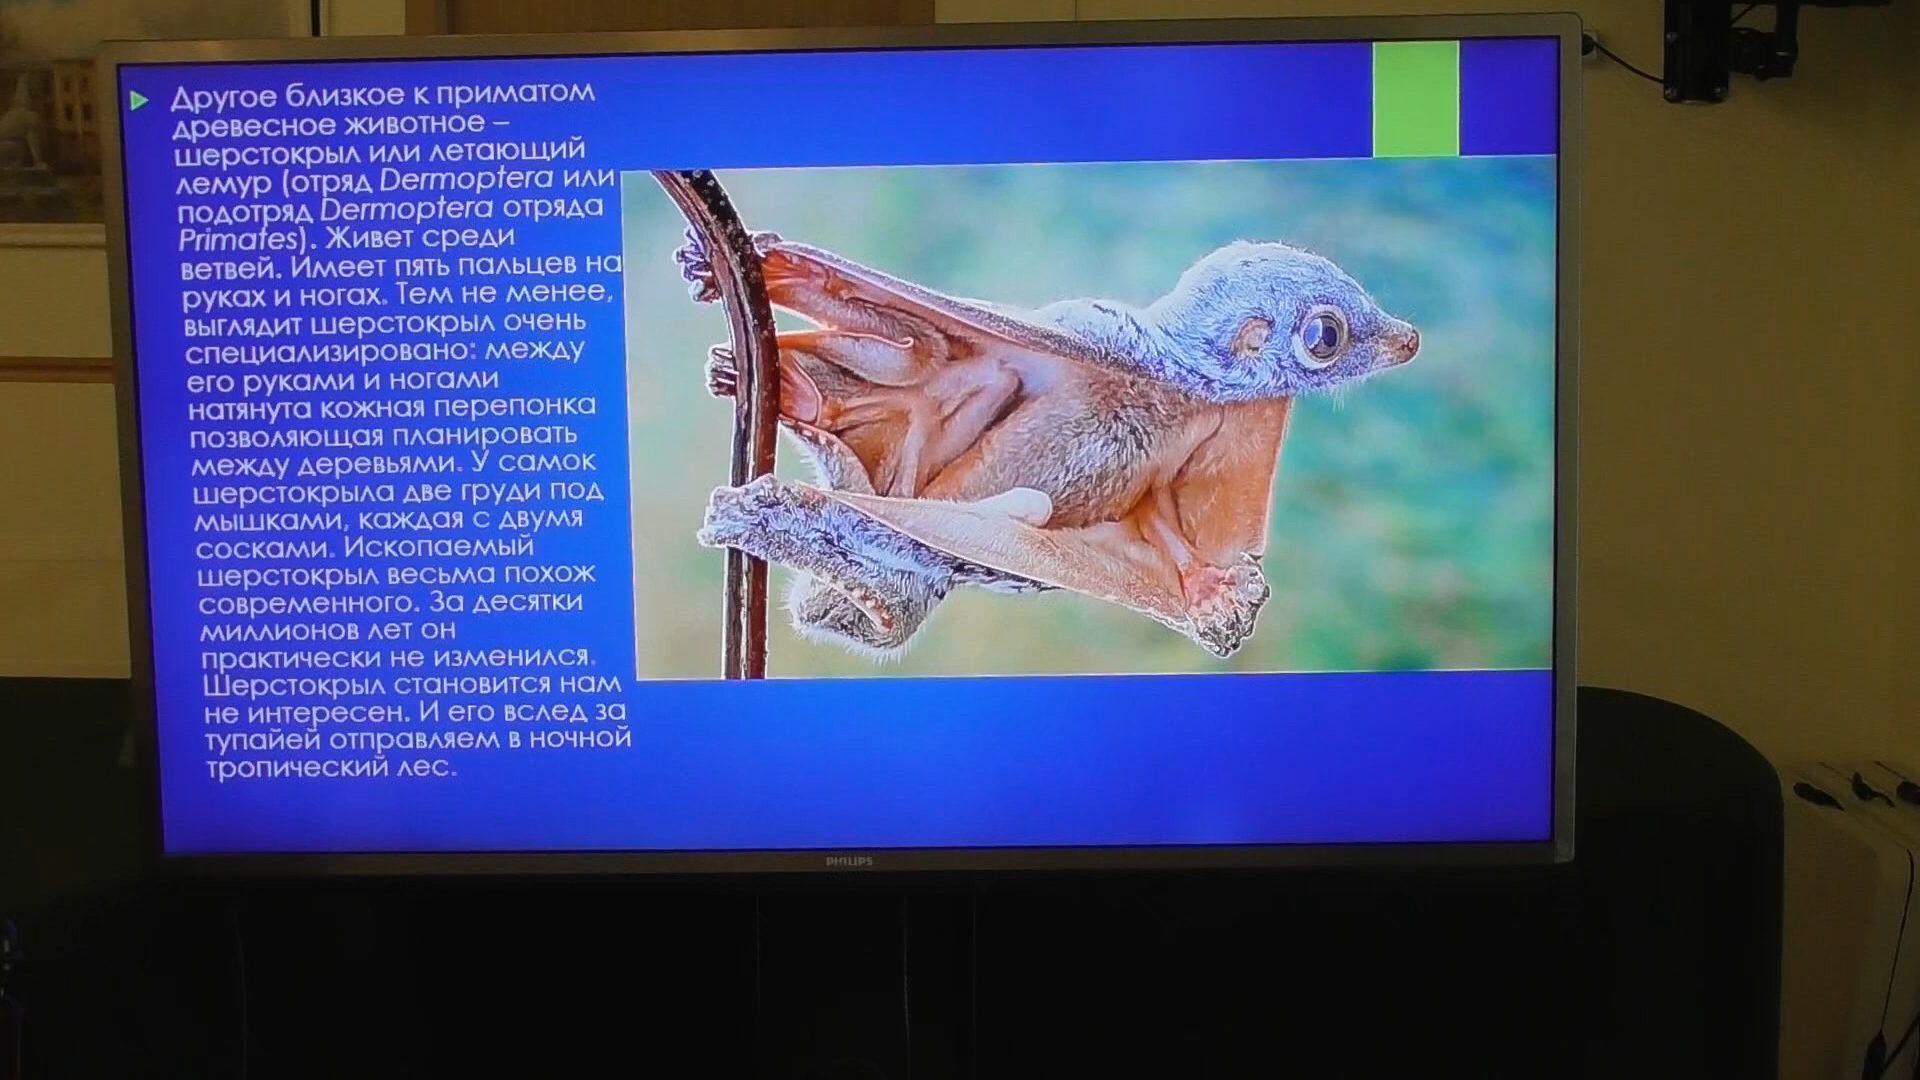 Другое близкое к приматом
древесное животное –
шерстокрыл или летающий
лемур (отряд Dermoptera или
подотряд Dermoptera отряда
Primates). Живет среди
ветвей. Имеет пять пальцев на
руках и ногах. Тем не менее,
выглядит шерстокрыл очень
специализировано: между
его руками и ногами
натянута кожная перепонка
позволяющая планировать
между деревьями. У самок
шерстокрыла две груди под
мышками, каждая с двумя
сосками. Ископаемый
шерстокрыл весьма похож
современного. За десятки
миллионов лет он
практически не изменился.
Шерстокрыл становится нам
не интересен. И его вслед за
тупайей отправляем в ночной
тропический лес.
PHILIPS